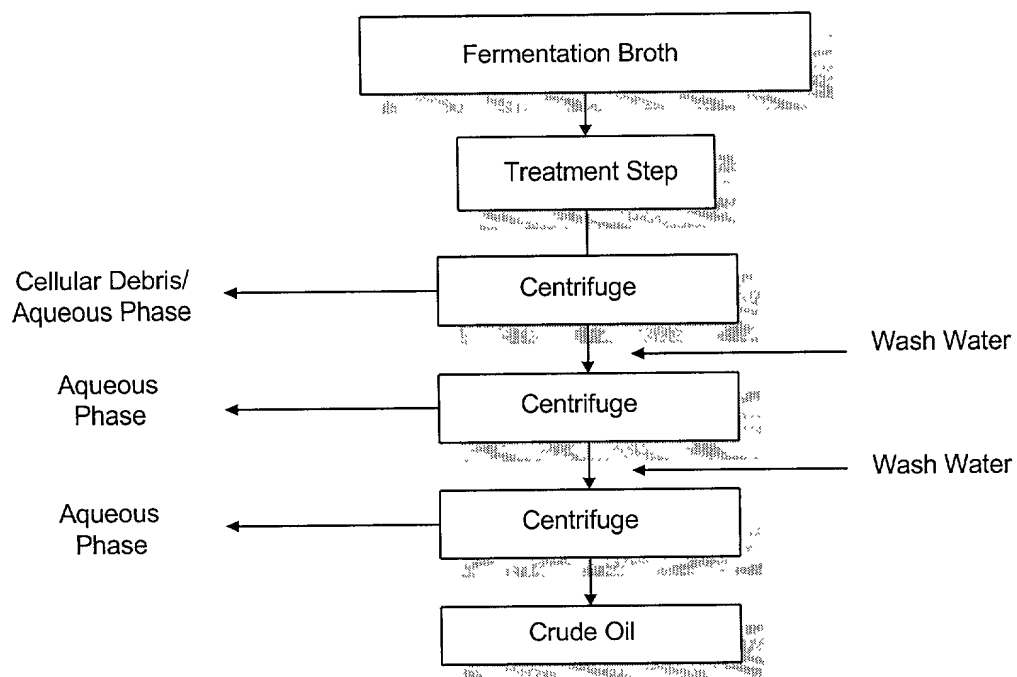 Fermentation Broth
Treatment Step
Cellular Debris/
Aqueous Phase
Centrifuge
Wash Water
Aqueous
Phase
Centrifuge
Wash Water
Aqueous
Phase
Centrifuge
Crude Oil